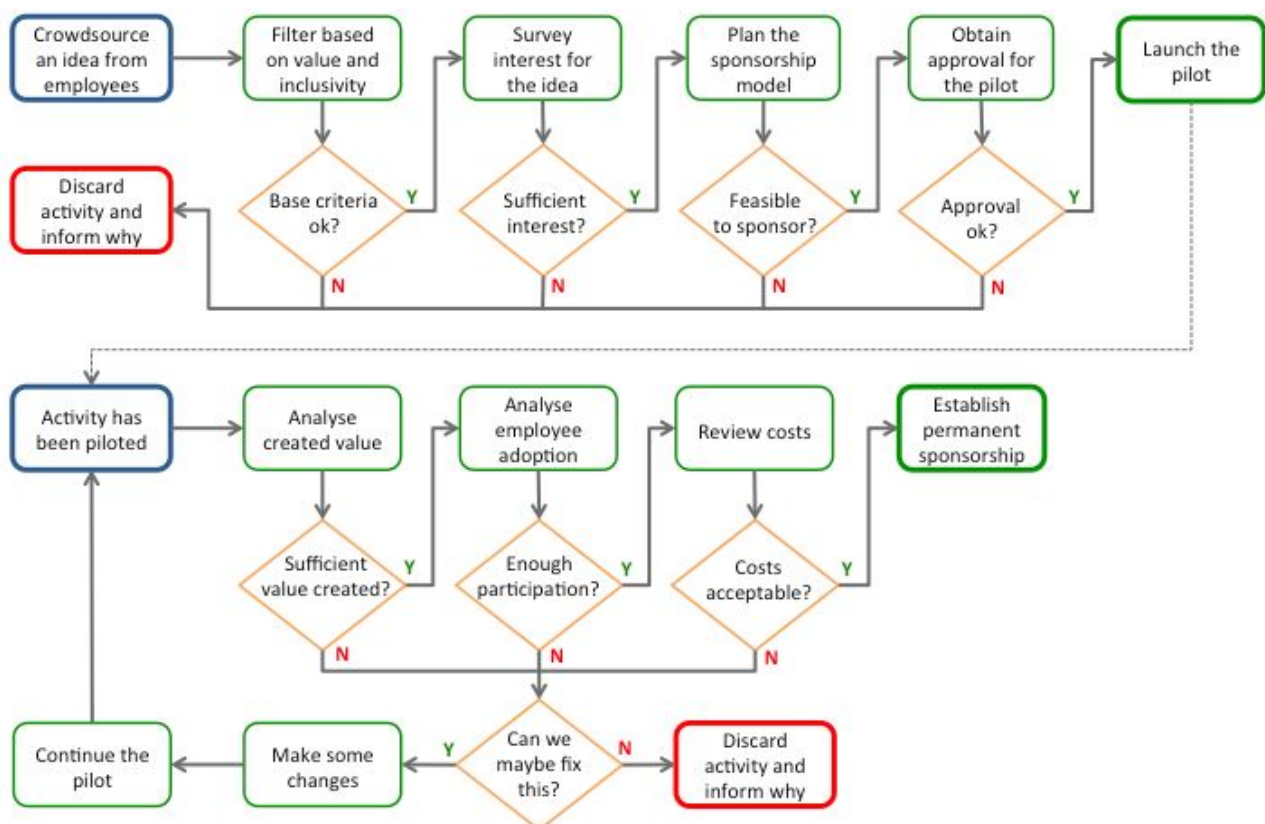 Crowdsource
an idea from
employees
Filter based
on value and
inclusivity
Survey
interest for
the idea
Plan the
sponsorship
model
Obtain
approval for
the pilot
Launch the
pilot
Discard
activity and
inform why
Base criteria
ok?
Y
N
Sufficient
interest?
Y
N
Feasible
to sponsor?
Y
N
Approval
ok?
Y
N
Activity has
been piloted
Analyse
created value
Analyse
employee
adoption
Review costs
Establish
permanent
sponsorship
Sufficient
value created?
Y
N
Enough
participation?
Y
N
Costs
acceptable?
Y
N
Continue the
pilot
Make some
changes
Y
Can we
maybe fix
this?
N
Discard
activity and
inform why